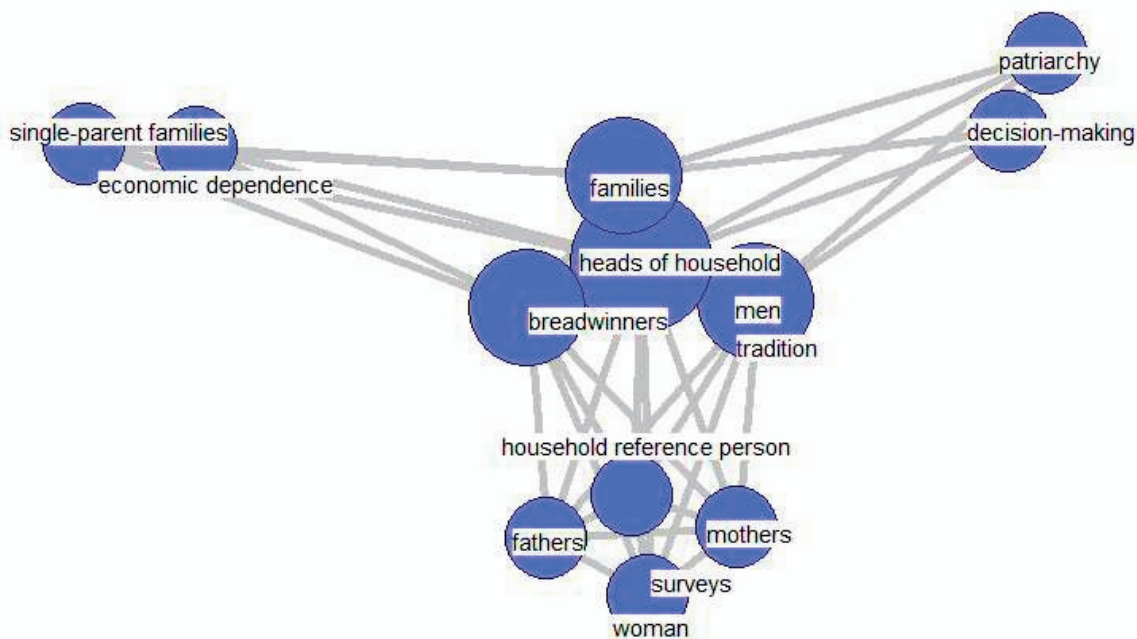 patriarchy
single-parent families
decision-making
economic dependence
families
heads of household
men
breadwinners
tradition
household reference person
fathers
mothers
surveys
woman